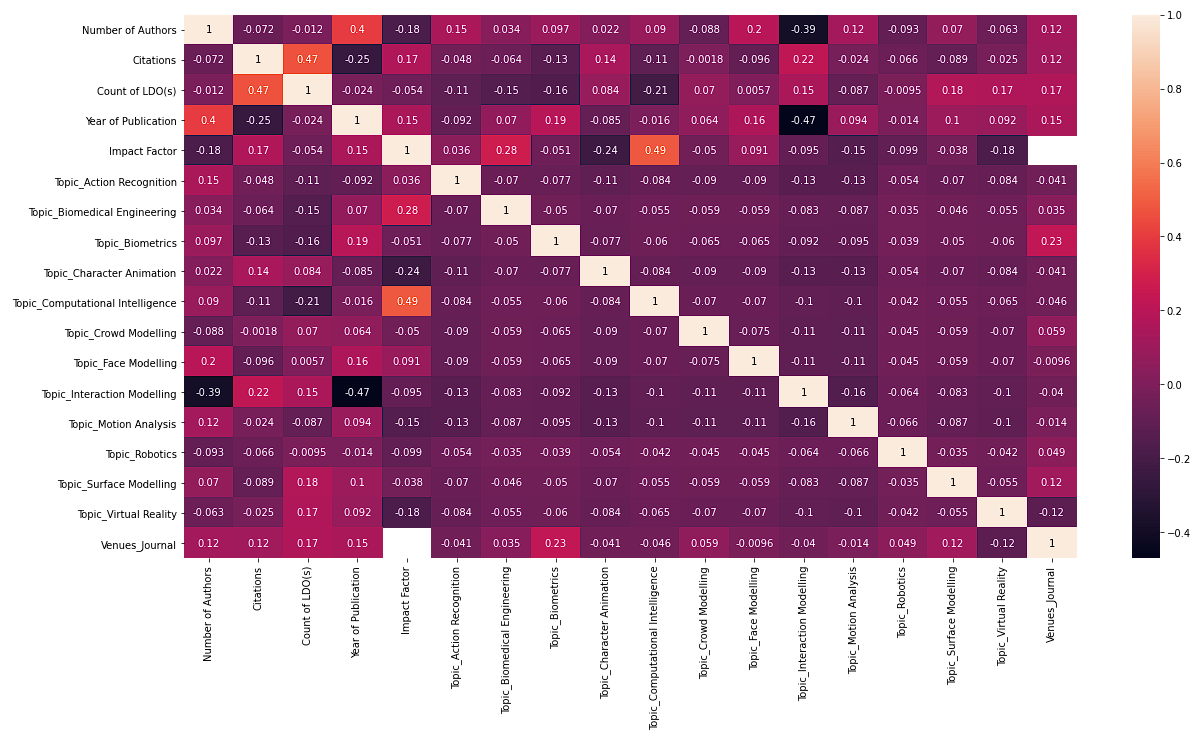 Number of Authors 1 -0.072 -0.012 0.4 -0.18 0.15 0.034 0.097 0.022 0.09 -0.088 0.2 -0.39 0.12 -0.093 0.07 -0.063 0.12
Citations -0.072 1 0.47 -0.25 0.17 -0.048 -0.064 -0.13 0.14 -0.11 -0.0018 -0.096 0.22 -0.024 -0.066 -0.089 -0.025 0.12
Count of LDO(s) -0.012 0.47 1 -0.024 -0.054 -0.11 -0.15 -0.16 0.084 -0.21 0.07 0.0057 0.15 -0.087 -0.0095 0.18 0.17 0.17
Year of Publication 0.4 -0.25 -0.024 1 0.15 -0.092 0.07 0.19 -0.085 -0.016 0.064 0.16 -0.47 0.094 -0.014 0.1 0.092 0.15
Impact Factor -0.18 0.17 -0.054 0.15 1 0.036 0.28 -0.051 -0.24 0.49 -0.05 0.091 -0.095 -0.15 -0.099 -0.038 -0.18
Topic_Action Recognition 0.15 -0.048 -0.11 -0.092 0.036 1 -0.07 -0.077 -0.11 -0.084 -0.09 -0.09 -0.13 -0.13 -0.054 -0.07 -0.084 -0.041
Topic_Biomedical Engineering 0.034 -0.064 -0.15 0.07 0.28 -0.07 1 -0.05 -0.07 -0.055 -0.059 -0.059 -0.083 -0.087 -0.035 -0.046 -0.055 0.035
Topic_Biometrics 0.097 -0.13 -0.16 0.19 -0.051 -0.077 -0.05 1 -0.077 -0.06 -0.065 -0.065 -0.092 -0.095 -0.039 -0.05 -0.06 0.23
Topic_Character Animation 0.022 0.14 0.084 -0.085 -0.24 -0.11 -0.07 -0.077 1 -0.084 -0.09 -0.09 -0.13 -0.13 -0.054 -0.07 -0.084 -0.041
Topic_Computational Intelligence 0.09 -0.11 -0.21 -0.016 0.49 -0.084 -0.055 -0.06 -0.084 1 -0.07 -0.07 -0.1 -0.1 -0.042 -0.055 -0.065 -0.046
Topic_Crowd Modelling -0.088 -0.0018 0.07 0.064 -0.05 -0.09 -0.059 -0.065 -0.09 -0.07 1 -0.075 -0.11 -0.11 -0.045 -0.059 -0.07 0.059
Topic_Face Modelling 0.2 -0.096 0.0057 0.16 0.091 -0.09 -0.059 -0.065 -0.09 -0.07 -0.075 1 -0.11 -0.11 -0.045 -0.059 -0.07 -0.0096
Topic_Interaction Modelling -0.39 0.22 0.15 -0.47 -0.095 -0.13 -0.083 -0.092 -0.13 -0.1 -0.11 -0.11 1 -0.16 -0.064 -0.083 -0.1 -0.04
Topic_Motion Analysis 0.12 -0.024 -0.087 0.094 -0.15 -0.13 -0.087 -0.095 -0.13 -0.1 -0.11 -0.11 -0.16 1 -0.066 -0.087 -0.1 -0.014
Topic_Robotics -0.093 -0.066 -0.0095 -0.014 -0.099 -0.054 -0.035 -0.039 -0.054 -0.042 -0.045 -0.045 -0.064 -0.066 1 -0.035 -0.042 0.049
Topic_Surface Modelling 0.07 -0.089 0.18 0.1 -0.038 -0.07 -0.046 -0.05 -0.07 -0.055 -0.059 -0.059 -0.083 -0.087 -0.035 1 -0.055 0.12
Topic_Virtual Reality -0.063 -0.025 0.17 0.092 -0.18 -0.084 -0.055 -0.06 -0.084 -0.065 -0.07 -0.07 -0.1 -0.1 -0.042 -0.055 1 -0.12
Venues_Journal 0.12 0.12 0.17 0.15 -0.041 0.035 0.23 -0.041 -0.046 0.059 -0.0096 -0.04 -0.014 0.049 0.12 -0.12 1
Number of Authors
Citations
Count of LDO(s)
Year of Publication
Impact Factor
Topic_Action Recognition
Topic_Biomedical Engineering
Topic_Biometrics
Topic_Character Animation
Topic_Computational Intelligence
Topic_Crowd Modelling
Topic_Face Modelling
Topic_Interaction Modelling
Topic_Motion Analysis
Topic_Robotics
Topic_Surface Modelling
Topic_Virtual Reality
Venues_Journal
1.0
0.8
0.6
0.4
0.2
0.0
−0.2
−0.4